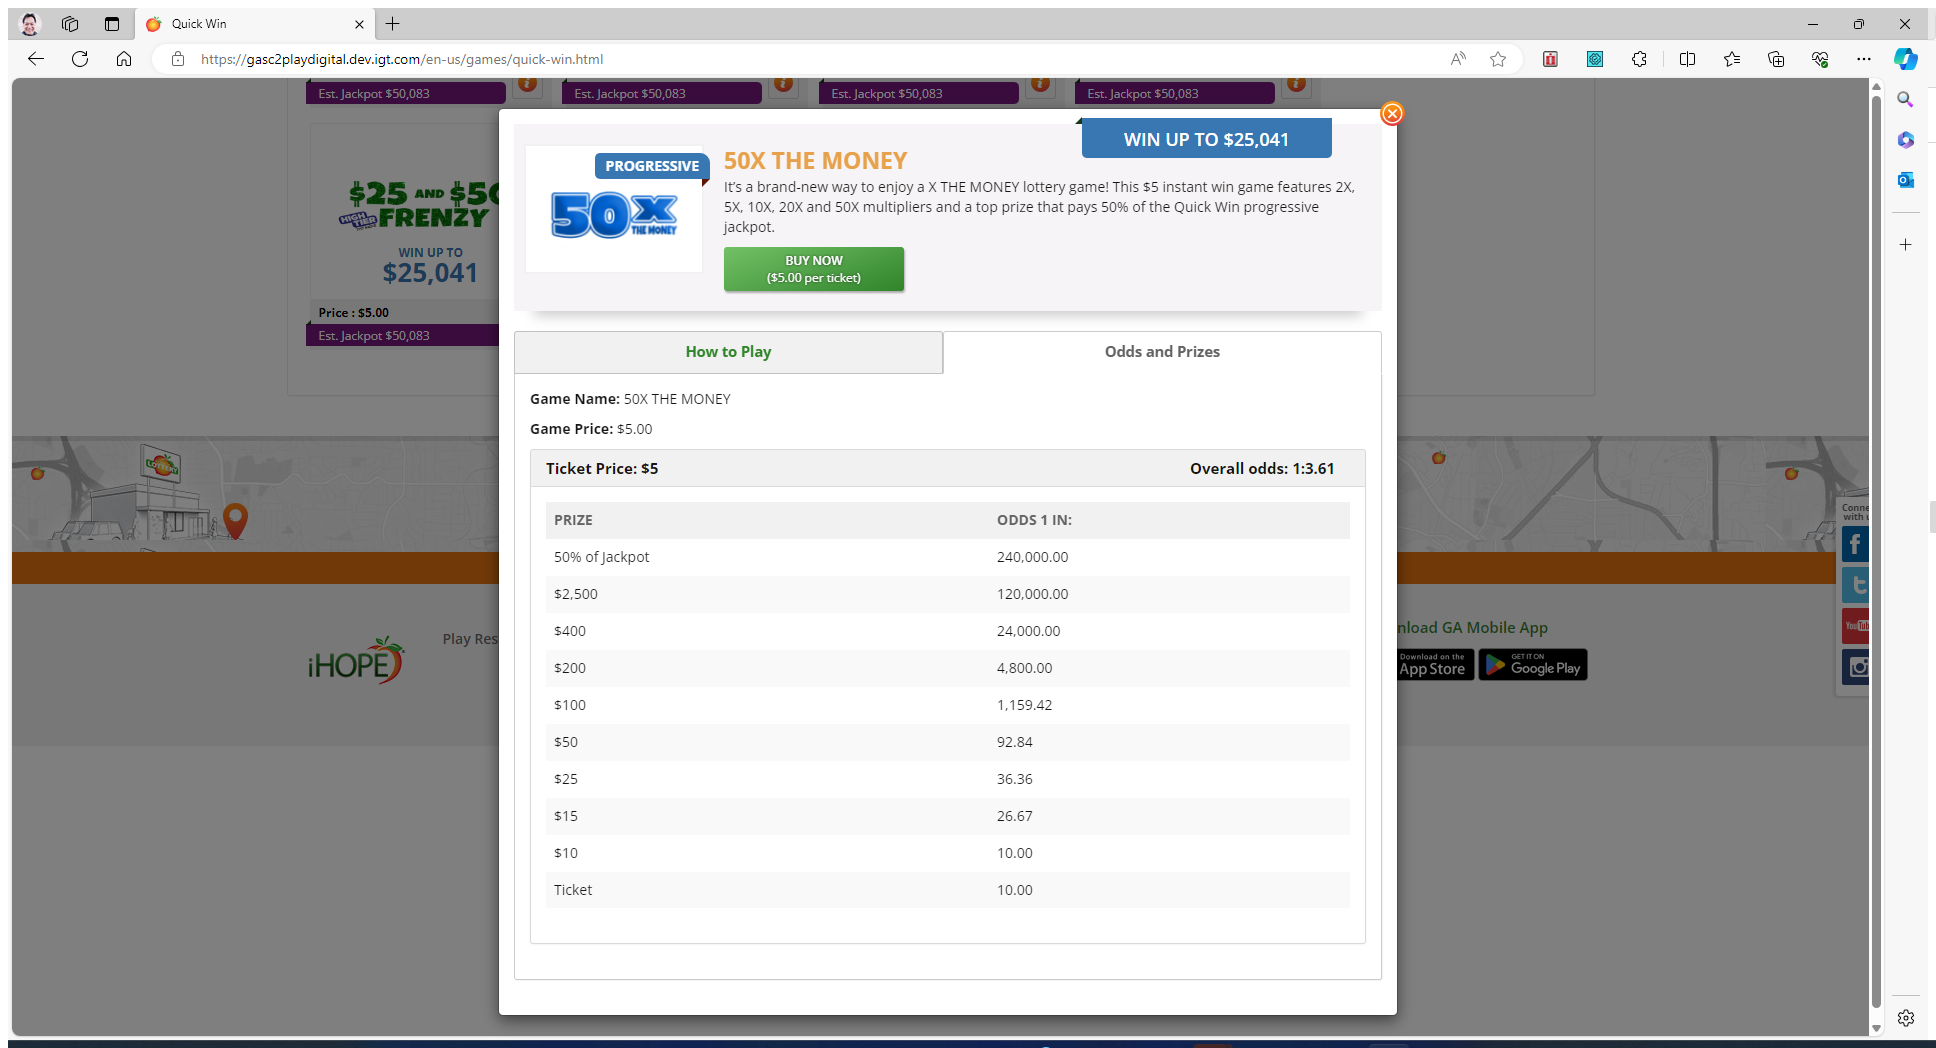 Quick Win
https://gasc2playdigital.dev.igt.com/en-us/games/quick-win.html
Est. Jackpot $50,083
Est. Jackpot $50,083
Est. Jackpot $50,083
Est. Jackpot $50,083
$25 AND $50
HIGH TIER
FRENZY
WIN UP TO
$25,041
Price : $5.00
Est. Jackpot $50,083
WIN UP TO $25,041
PROGRESSIVE
50X
THE MONEY
50X THE MONEY
It's a brand-new way to enjoy a X THE MONEY lottery game! This $5 instant win game features 2X,
5X, 10X, 20X and 50X multipliers and a top prize that pays 50% of the Quick Win progressive
jackpot.
BUY NOW
($5.00 per ticket)
How to Play
Odds and Prizes
Game Name: 50X THE MONEY
Game Price: $5.00
Ticket Price: $5
Overall odds: 1:3.61
PRIZE ODDS 1 IN:
50% of Jackpot 240,000.00
$2,500 120,000.00
$400 24,000.00
$200 4,800.00
$100 1,159.42
$50 92.84
$25 36.36
$15 26.67
$10 10.00
Ticket 10.00
LOTTERY
iHOPE
Play Res
nload GA Mobile App
Download on the
App Store
GET IT ON
Google Play
Conne
with u
YouTub